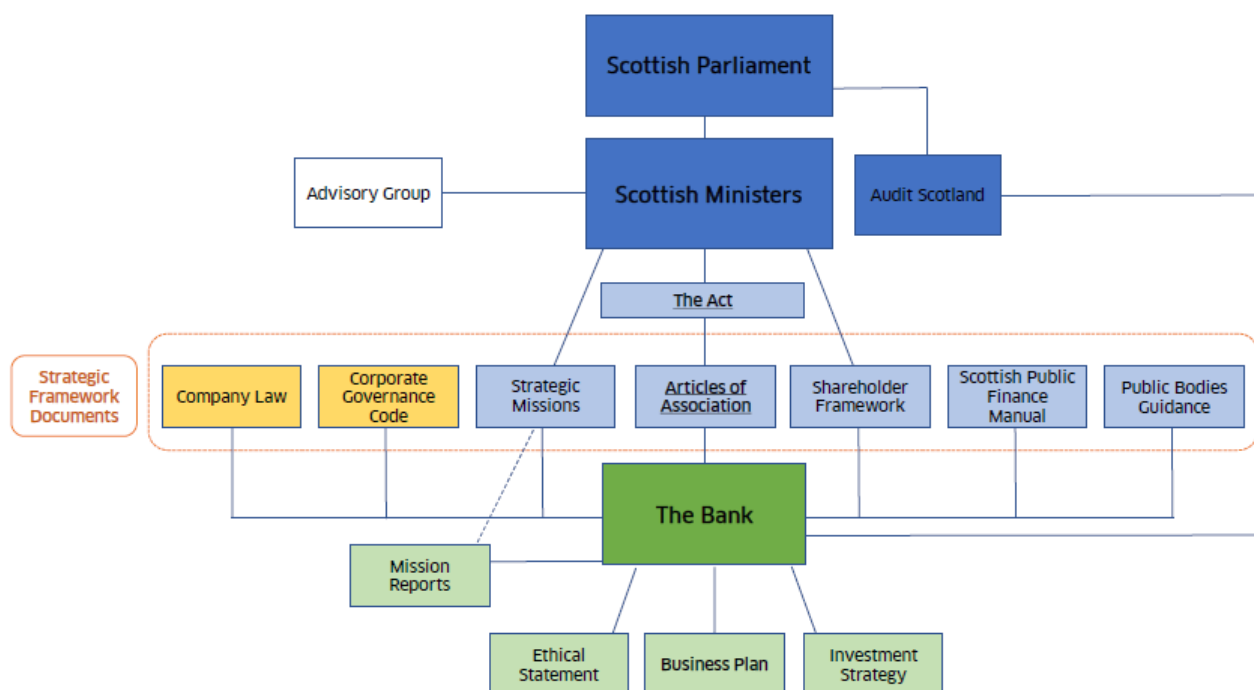 Scottish Parliament
Advisory Group
Scottish Ministers
Audit Scotland
The Act
Strategic
Framework
Documents
Company Law
Corporate
Governance
Code
Strategic
Missions
Articles of
Association
Shareholder
Framework
Scottish Public
Finance
Manual
Public Bodies
Guidance
The Bank
Mission
Reports
Ethical
Statement
Business Plan
Investment
Strategy